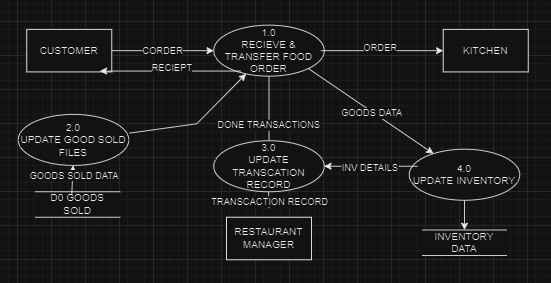 1.0
RECIEVE &
TRANSFER FOOD
ORDER
CUSTOMER
CORDER
ORDER
KITCHEN
RECIEPT
GOODS DATA
2.0
UPDATE GOOD SOLD
FILES
DONE TRANSACTIONS
3.0
UPDATE
TRANSCATION
RECORD
INV DETAILS
4.0
UPDATE INVENTORY
GOODS SOLD DATA
D0 GOODS
SOLD
TRANSCACTION RECORD
RESTAURANT
MANAGER
INVENTORY
DATA